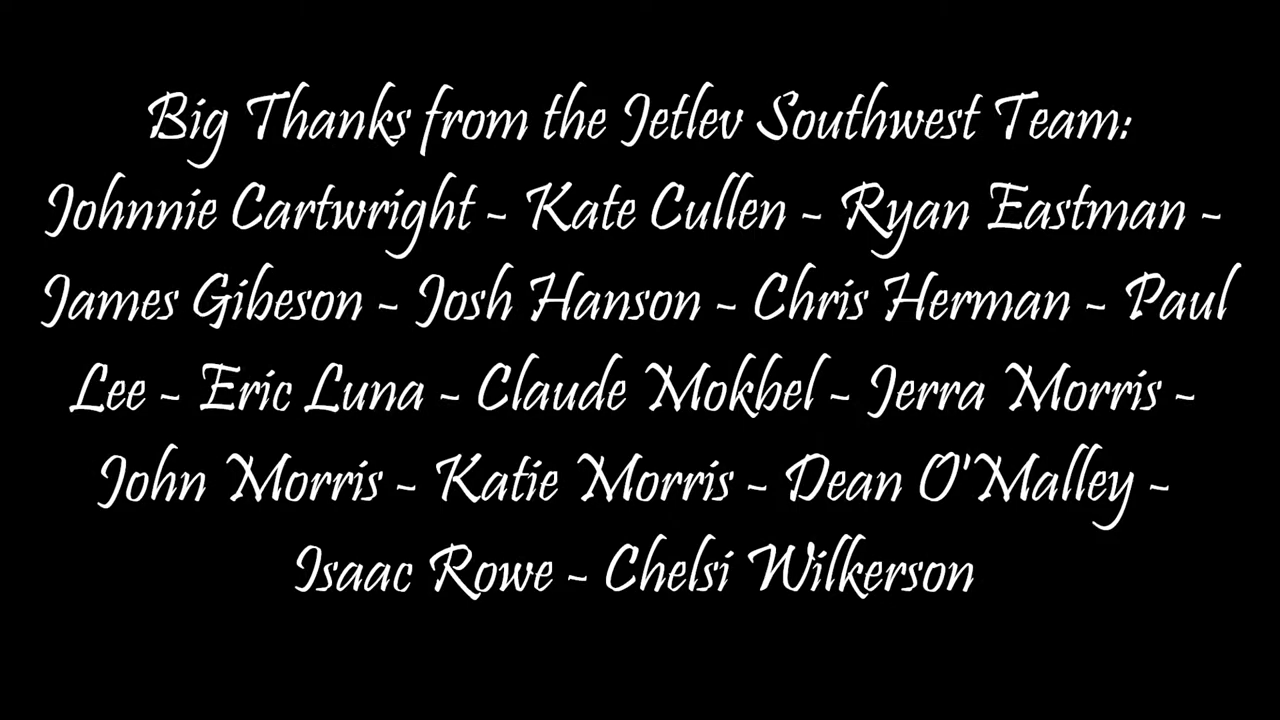 Big Thanks from the Jetlev Southwest Team:
Johnnie Cartwright - Kate Cullen - Ryan Eastman -
James Gibeson - Josh Hanson - Chris Herman - Paul
Lee - Eric Luna - Claude Mokbel - Jerra Morris -
John Morris - Katie Morris - Dean O'Malley -
Isaac Rowe - Chelsi Wilkerson